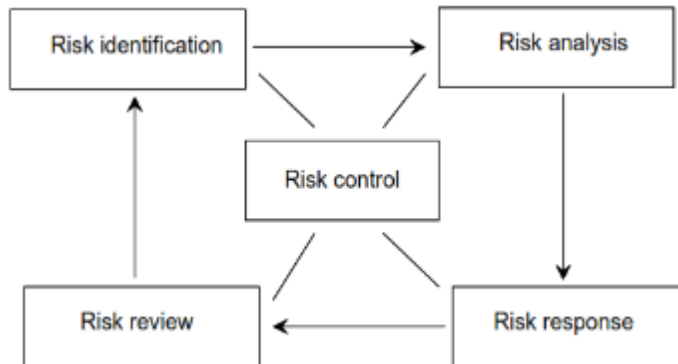 Risk identification
Risk analysis
Risk control
Risk review
Risk response